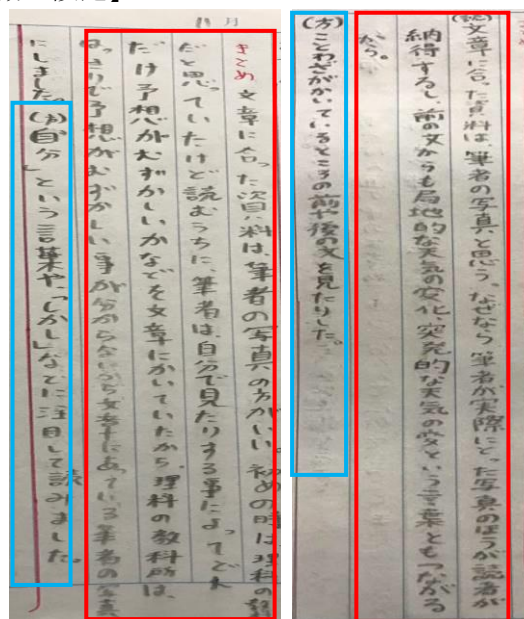 (認)文章に合った資料は、筆者の写真と思う。なぜなら筆者が実際にとった写真のほうが読者が
納得するし、前の文からも局地的な天気の変化、突発的な天気の変という言葉ともつながる
から。
(方)ことわざがかいているところの前や後の文を見たりした。
まとめ 文章に合った資料は、筆者の写真の方がいい。初めの時は理科の教
だと思っていたけど読むうちに、筆者は、自分で見たりする事によってどれ
だけ予想がむずかしいかなどを文章にかいていたから、理科の教科所は、
はっきりで予想がむずかしい事が分からないから文章にあっている筆者の写真
にしました。(方)「自分」という言葉や「しかし」などに注目して読みました。